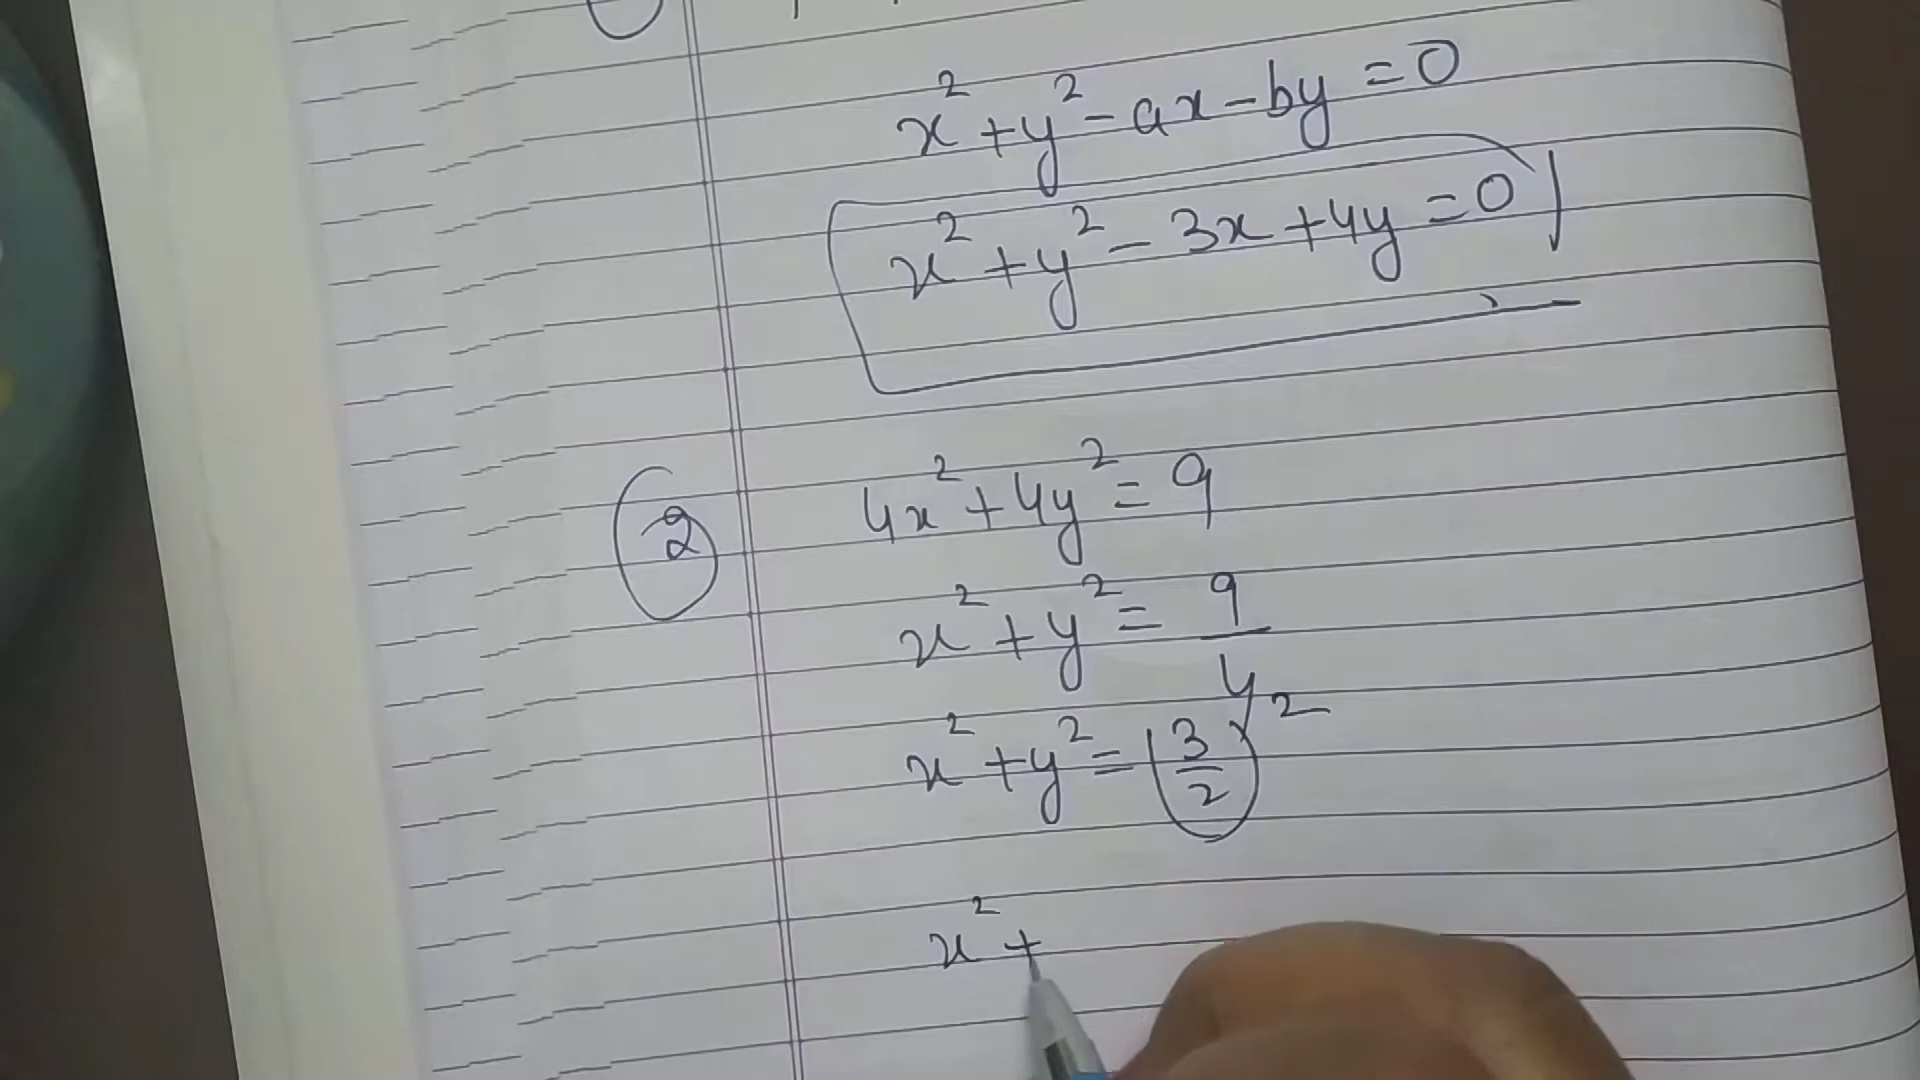 x² + y² - ax - by = 0
x² + y² - 3x + 4y = 0
② 4x² + 4y² = 9
x² + y² = 9/4
x² + y² = (3/2)²
x² +